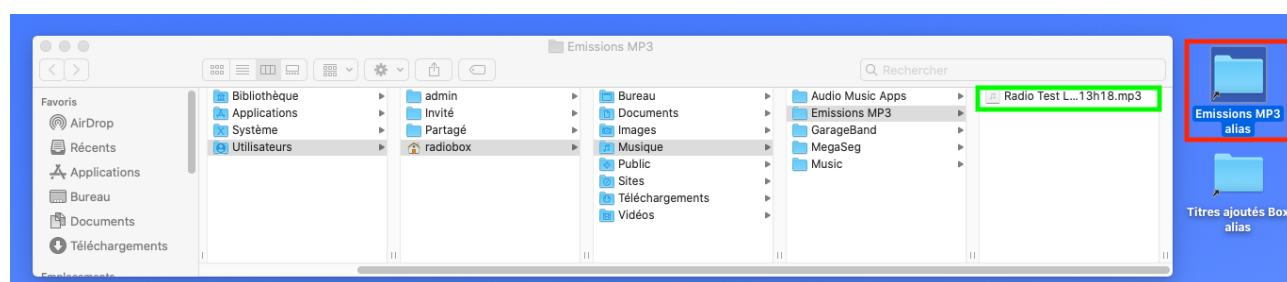 Emissions MP3
Rechercher
Favoris
AirDrop
Récents
Applications
Bureau
Documents
Téléchargements
Bibliothèque
Applications
Système
Utilisateurs
admin
Invité
Partagé
radiobox
Bureau
Documents
Images
Musique
Public
Sites
Téléchargements
Vidéos
Audio Music Apps
Emissions MP3
GarageBand
MegaSeg
Music
Radio Test L...13h18.mp3
Emissions MP3
alias
Titres ajoutés Box
alias